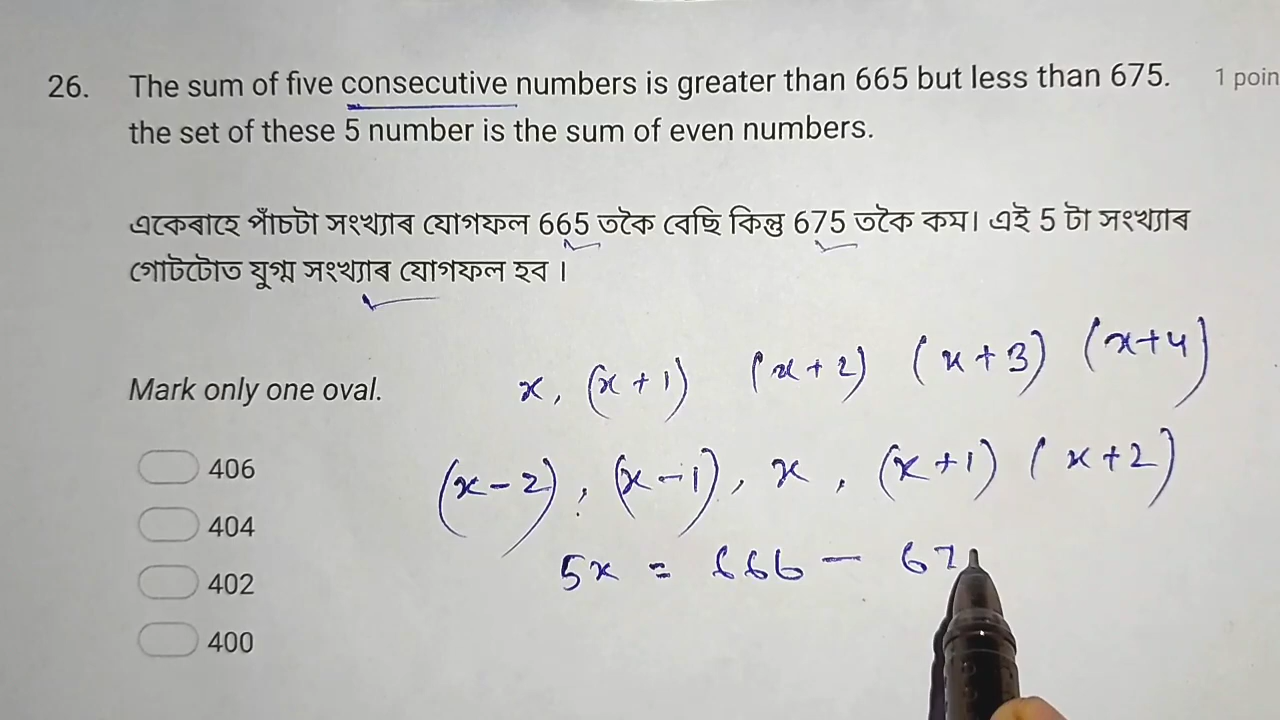 26. The sum of five consecutive numbers is greater than 665 but less than 675. 1 poin
the set of these 5 number is the sum of even numbers.
একেৰাহে পাঁচটা সংখ্যাৰ যোগফল 665 তকৈ বেছি কিন্তু 675 তকৈ কম। এই 5 টা সংখ্যাৰ
গোটটোত যুগ্ম সংখ্যাৰ যোগফল হব ।
x, (x+1) (x+2) (x+3) (x+4)
Mark only one oval.
(x-2), (x-1), x, (x+1) (x+2)
406
404
5x = 666 - 67
402
400